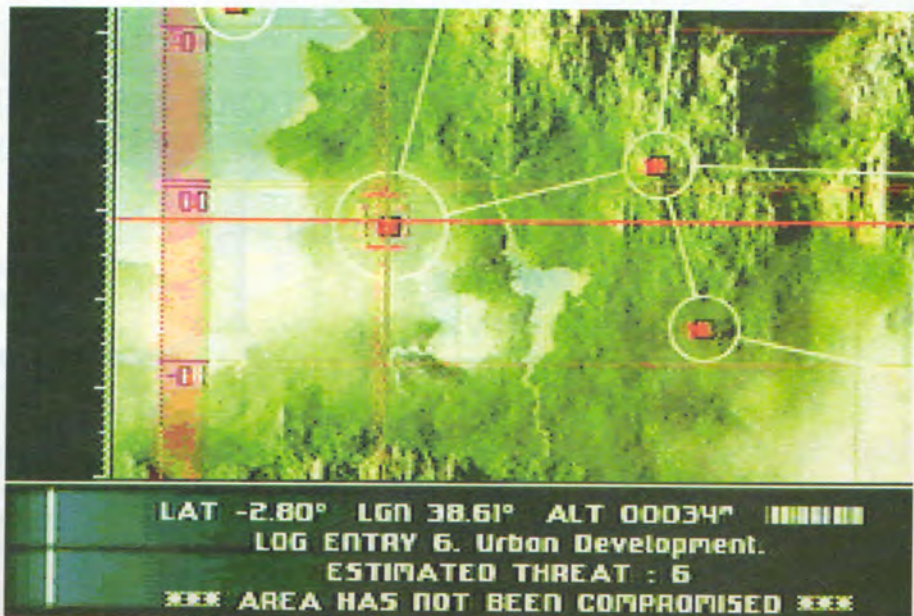 LAT -2.80° LGN 38.61° ALT 00034M
LOG ENTRY 6. Urban Development.
ESTIMATED THREAT : 6
*** AREA HAS NOT BEEN COMPROMISED ***